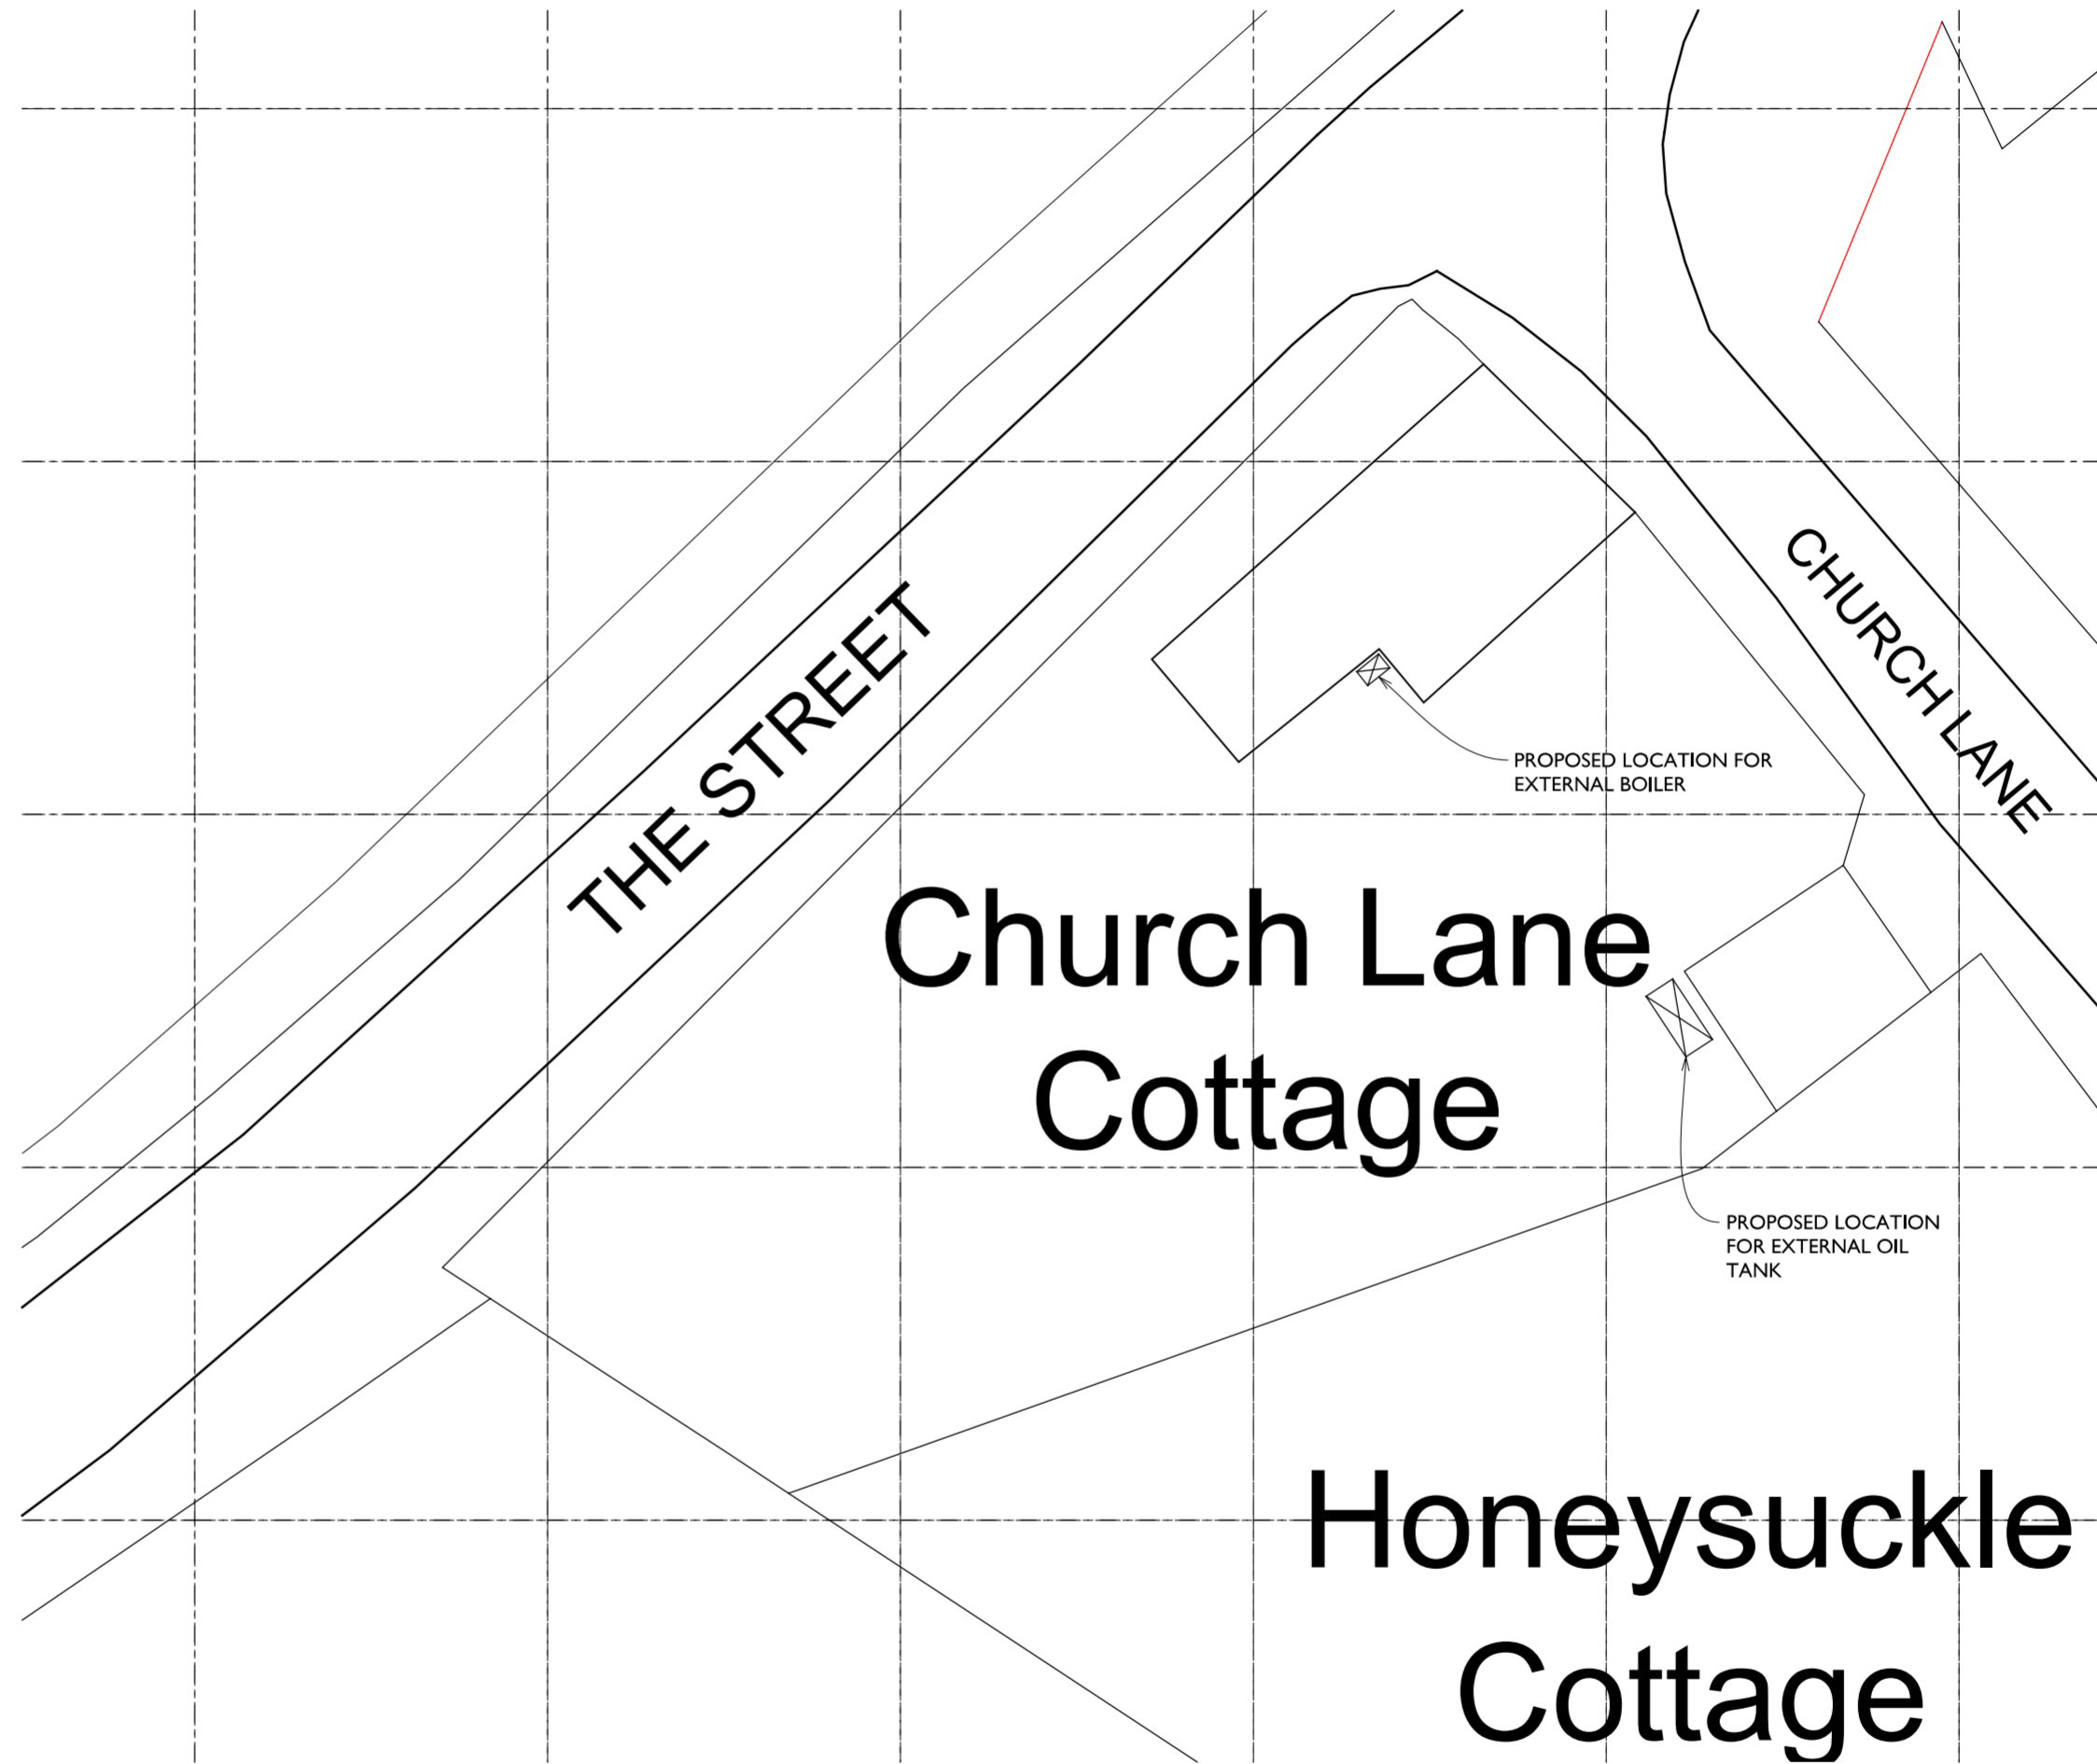 THE STREET
CHURCH LANE
PROPOSED LOCATION FOR
EXTERNAL BOILER
Church Lane
Cottage
PROPOSED LOCATION
FOR EXTERNAL OIL
TANK
Honeysuckle
Cottage